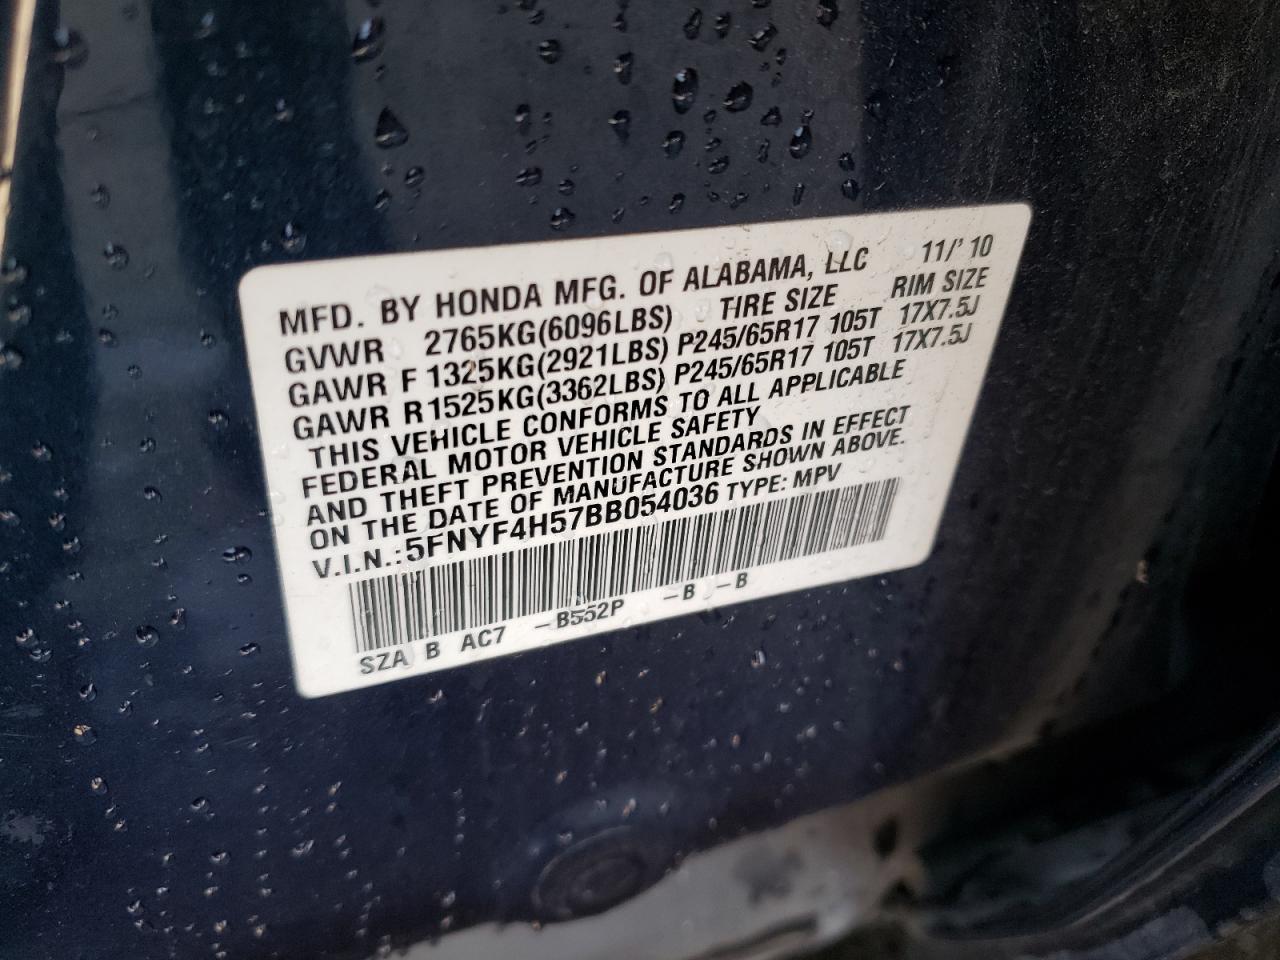 MFD. BY HONDA MFG. OF ALABAMA, LLC 11/'10
GVWR 2765KG(6096LBS) TIRE SIZE RIM SIZE
GAWR F 1325KG(2921LBS) P245/65R17 105T 17X7.5J
GAWR R 1525KG(3362LBS) P245/65R17 105T 17X7.5J
THIS VEHICLE CONFORMS TO ALL APPLICABLE
FEDERAL MOTOR VEHICLE SAFETY
AND THEFT PREVENTION STANDARDS IN EFFECT
ON THE DATE OF MANUFACTURE SHOWN ABOVE.
V.I.N.: 5FNYF4H57BB054036 TYPE: MPV
SZA B AC7 -B552P -B -B